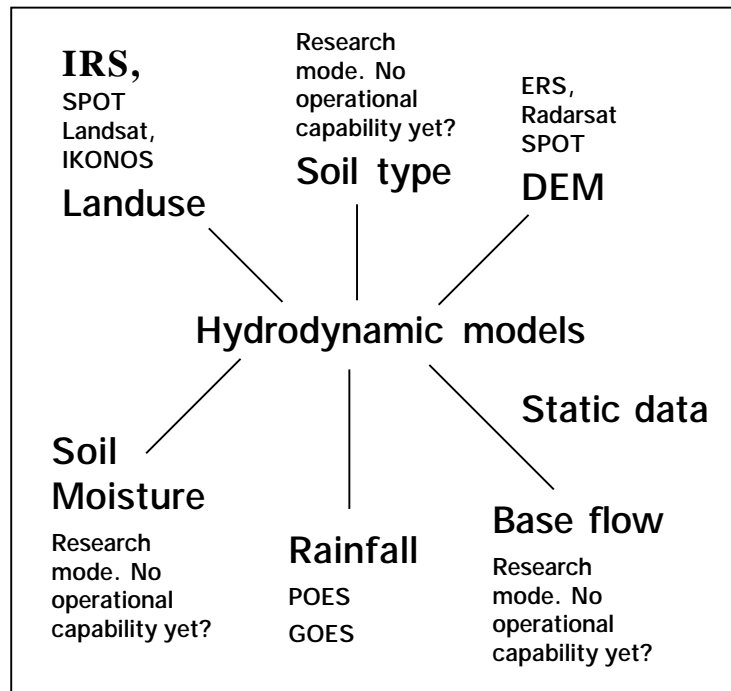 IRS,
SPOT
Landsat,
IKONOS
Landuse
Research
mode. No
operational
capability yet?
Soil type
ERS,
Radarsat
SPOT
DEM
Hydrodynamic models
Static data
Soil
Moisture
Research
mode. No
operational
capability yet?
Rainfall
POES
GOES
Base flow
Research
mode. No
operational
capability yet?